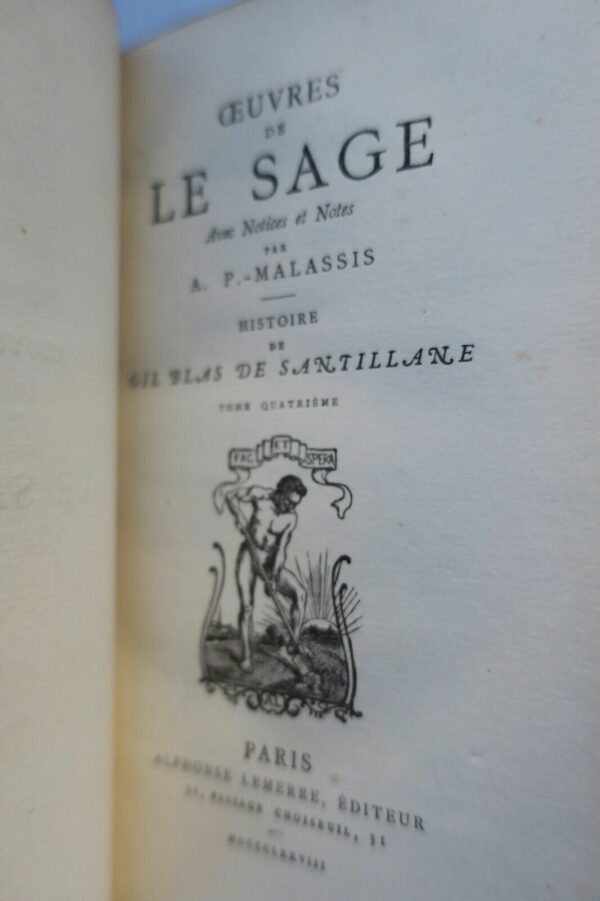 ŒUVRES
DE
LE SAGE
Avec Notices et Notes
PAR
A. P.-MALASSIS
HISTOIRE
DE
GIL BLAS DE SANTILLANE
TOME QUATRIÈME
FAC ET SPERA
PARIS
ALPHONSE LEMERRE, ÉDITEUR
31, PASSAGE CHOISEUL, 31
MDCCCLXXVIII